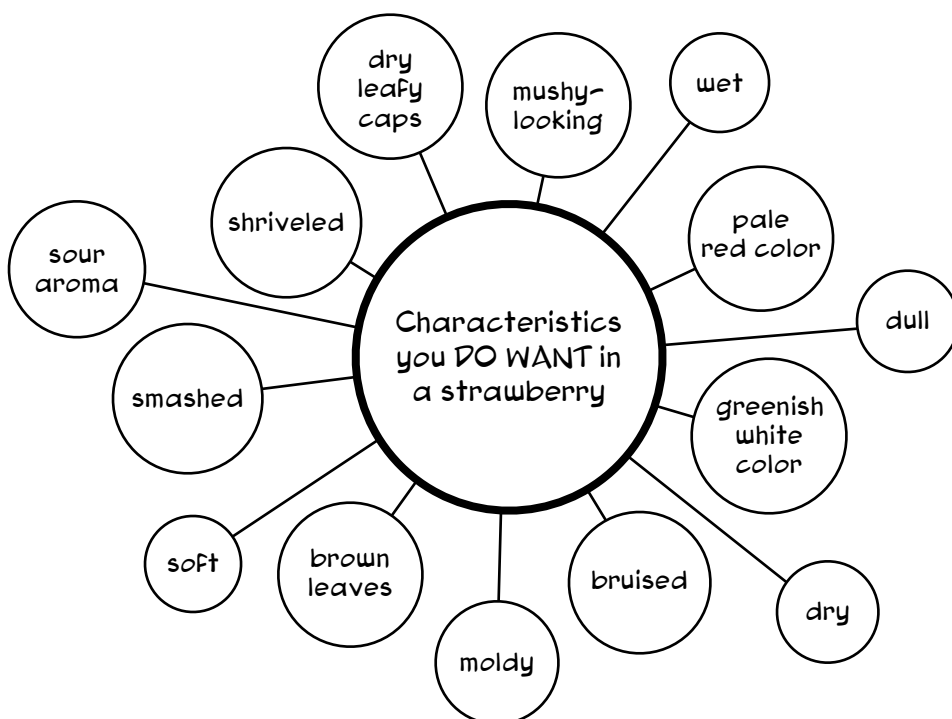 dry
leafy
caps
mushy-
looking
wet
shriveled
pale
red color
sour
aroma
dull
Characteristics
you DO WANT in
a strawberry
smashed
greenish
white
color
soft
brown
leaves
bruised
dry
moldy